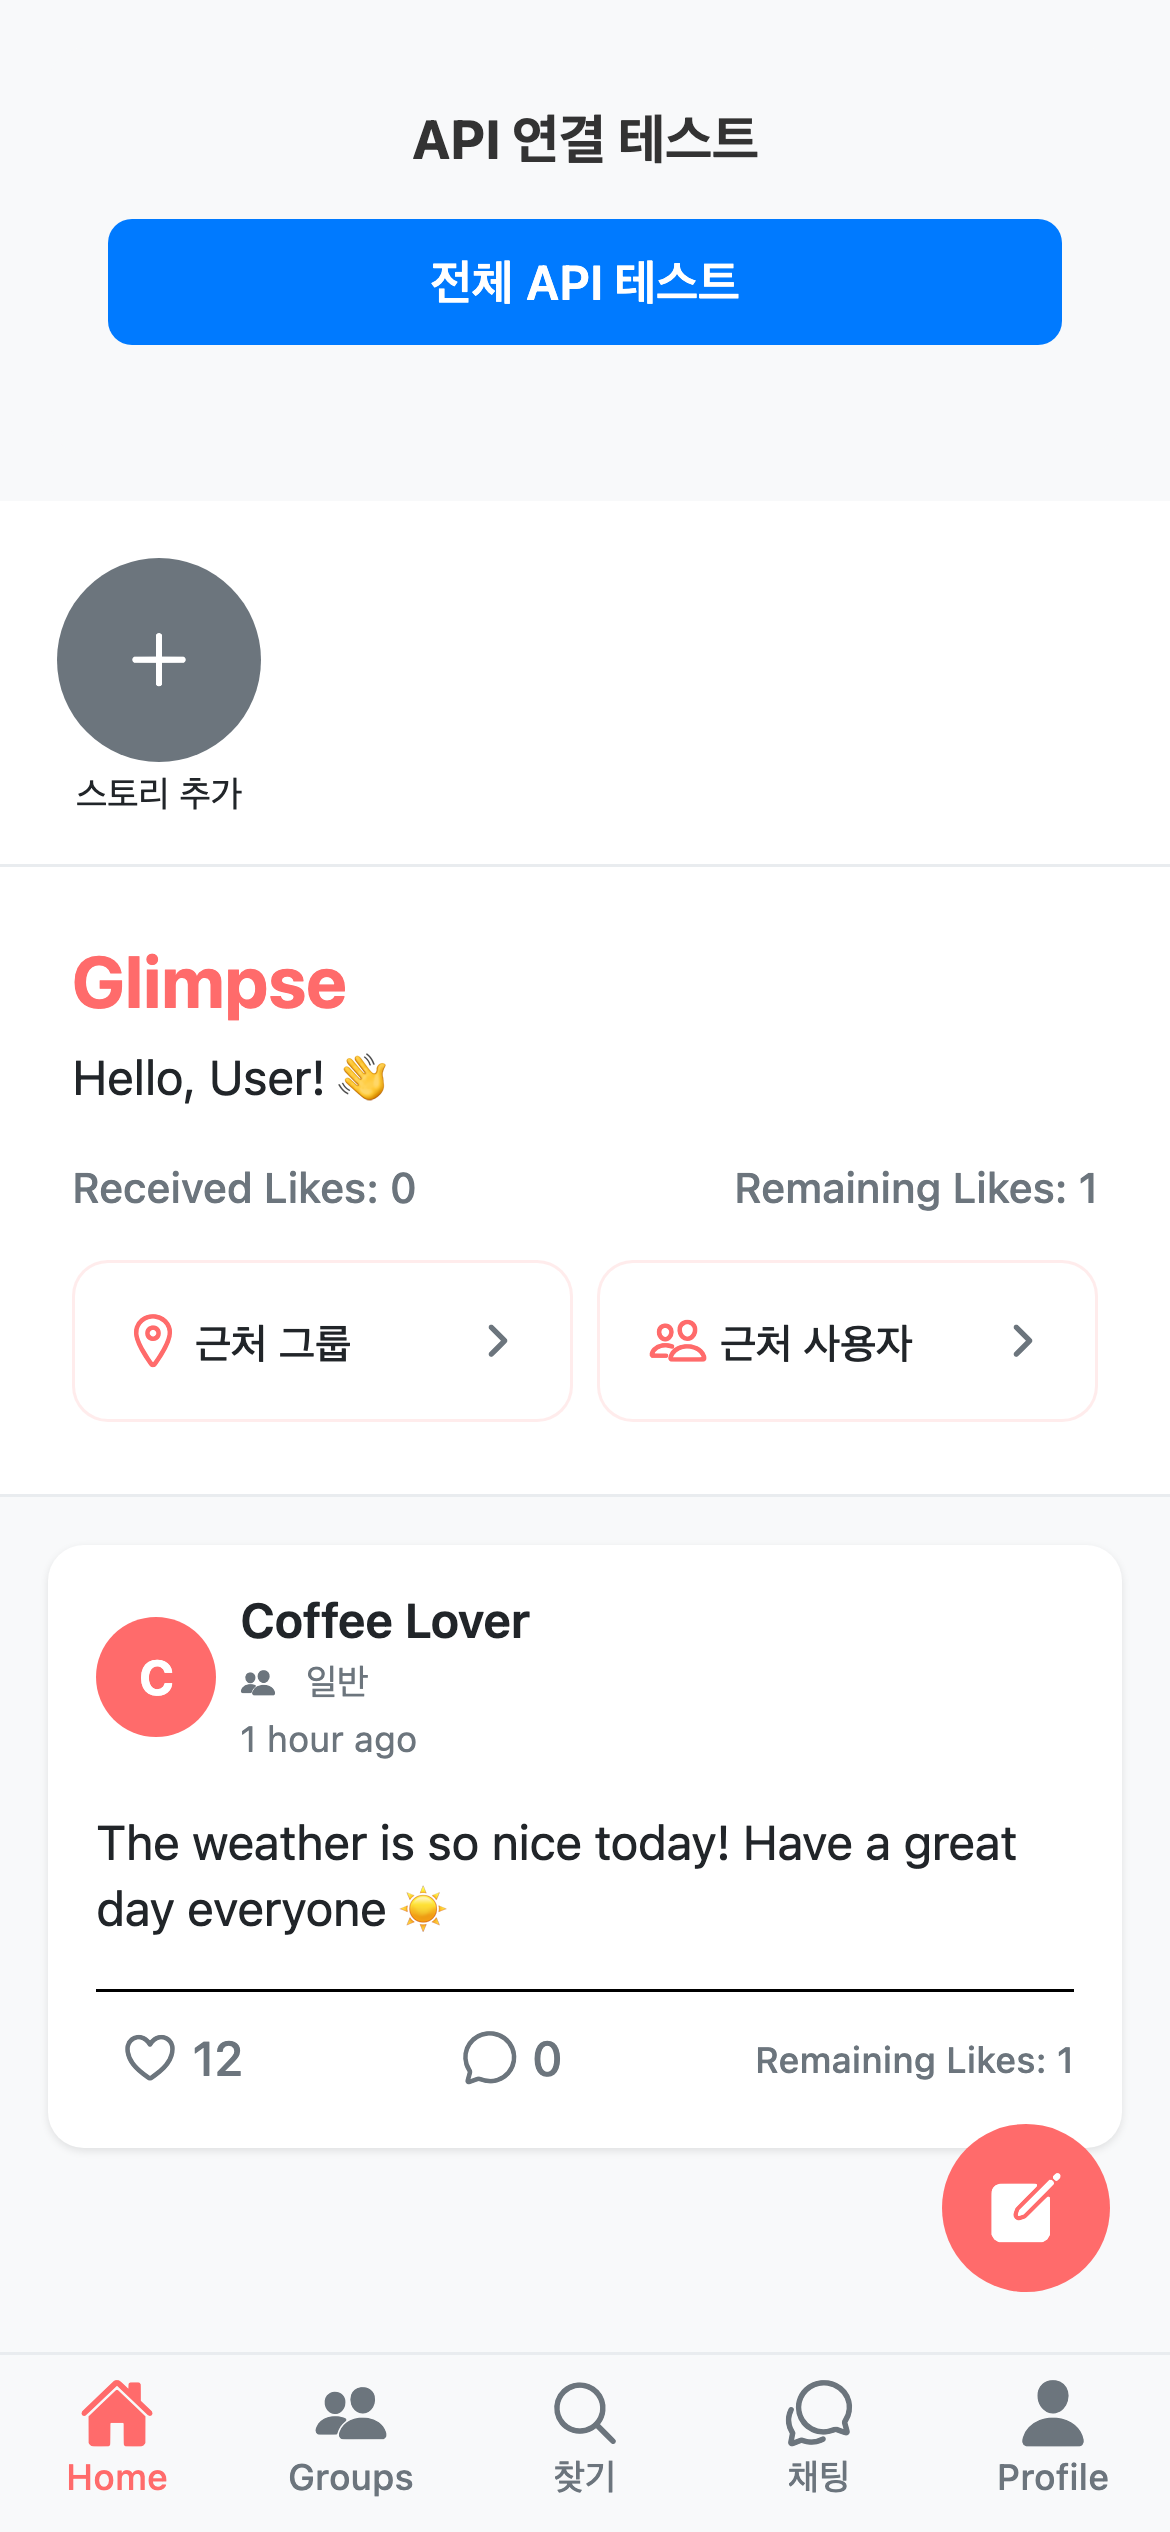 API 연결 테스트
전체 API 테스트
스토리 추가
Glimpse
Hello, User! 👋
Received Likes: 0
Remaining Likes: 1
근처 그룹
근처 사용자
Coffee Lover
C
일반
1 hour ago
The weather is so nice today! Have a great
day everyone ☀️
12
0
Remaining Likes: 1
Home
Groups
찾기
채팅
Profile